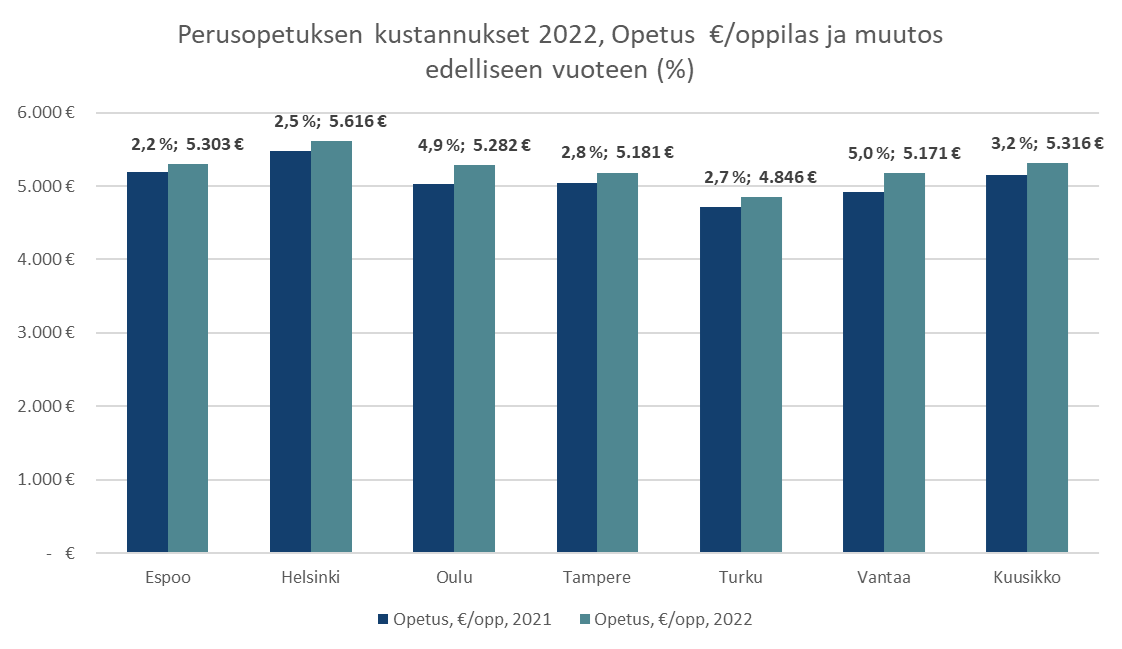 Perusopetuksen kustannukset 2022, Opetus €/oppilas ja muutos
edelliseen vuoteen (%)
6.000 €
5.000 €
4.000 €
3.000 €
2.000 €
1.000 €
- €
2,2 %; 5.303 €
2,5 %; 5.616 €
4,9 %; 5.282 €
2,8 %; 5.181 €
2,7 %; 4.846 €
5,0 %; 5.171 €
3,2 %; 5.316 €
Espoo
Helsinki
Oulu
Tampere
Turku
Vantaa
Kuusikko
Opetus, €/opp, 2021
Opetus, €/opp, 2022